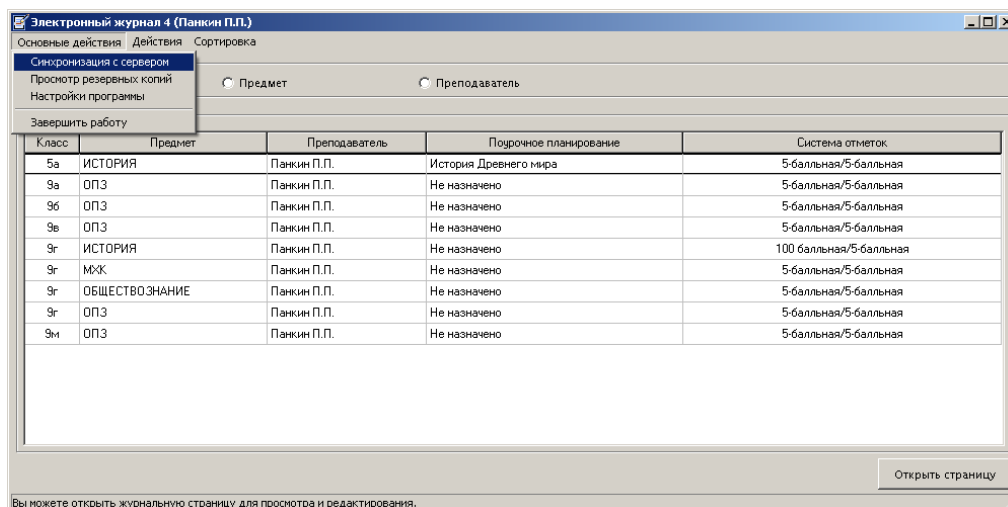 Электронный журнал 4 (Панкин П.П.)
Основные действия Действия Сортировка
Синхронизация с сервером
Просмотр резервных копий
Настройки программы
Завершить работу
Предмет Преподаватель
Класс Предмет Преподаватель Поурочное планирование Система отметок
5а ИСТОРИЯ Панкин П.П. История Древнего мира 5-балльная/5-балльная
9а ОПЗ Панкин П.П. Не назначено 5-балльная/5-балльная
9б ОПЗ Панкин П.П. Не назначено 5-балльная/5-балльная
9в ОПЗ Панкин П.П. Не назначено 5-балльная/5-балльная
9г ИСТОРИЯ Панкин П.П. Не назначено 100 балльная/5-балльная
9г МХК Панкин П.П. Не назначено 5-балльная/5-балльная
9г ОБЩЕСТВОЗНАНИЕ Панкин П.П. Не назначено 5-балльная/5-балльная
9г ОПЗ Панкин П.П. Не назначено 5-балльная/5-балльная
9м ОПЗ Панкин П.П. Не назначено 5-балльная/5-балльная
Открыть страницу
Вы можете открыть журнальную страницу для просмотра и редактирования.